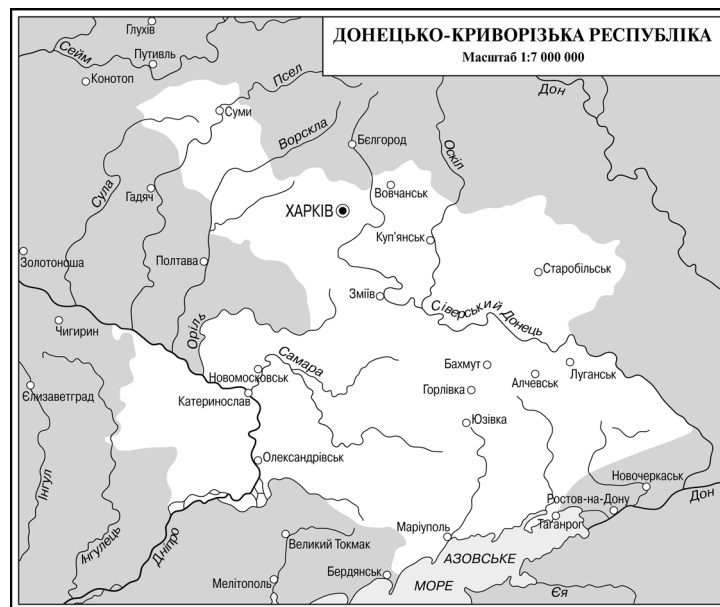 ДОНЕЦЬКО-КРИВОРІЗЬКА РЕСПУБЛІКА
Масштаб 1:7 000 000
Глухів
Сейм
Путивль
Конотоп
Псел
Суми
Дон
Ворскла
Бєлгород
Оскіл
Сула
Гадяч
Вовчанськ
ХАРКІВ
Куп’янськ
Золотоноша
Полтава
Старобільськ
Зміїв
Сіверський Донець
Чигирин
Оріль
Самара
Новомосковськ
Бахмут
Луганськ
Алчевськ
Єлизаветград
Катеринослав
Горлівка
Юзівка
Олександрівськ
Новочеркаськ
Інгул
Ростов-на-Дону
Дон
Таганрог
Інгулець
Дніпро
Великий Токмак
Маріуполь
АЗОВСЬКЕ
МОРЕ
Мелітополь
Бердянськ
Єя